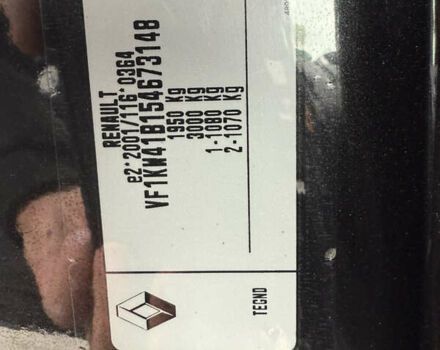 RENAULT
e2*2001/116*0364
VF1KW41B154673148
1950 Kg
3000 Kg
1-1080 Kg
2-1070 Kg
TECNO